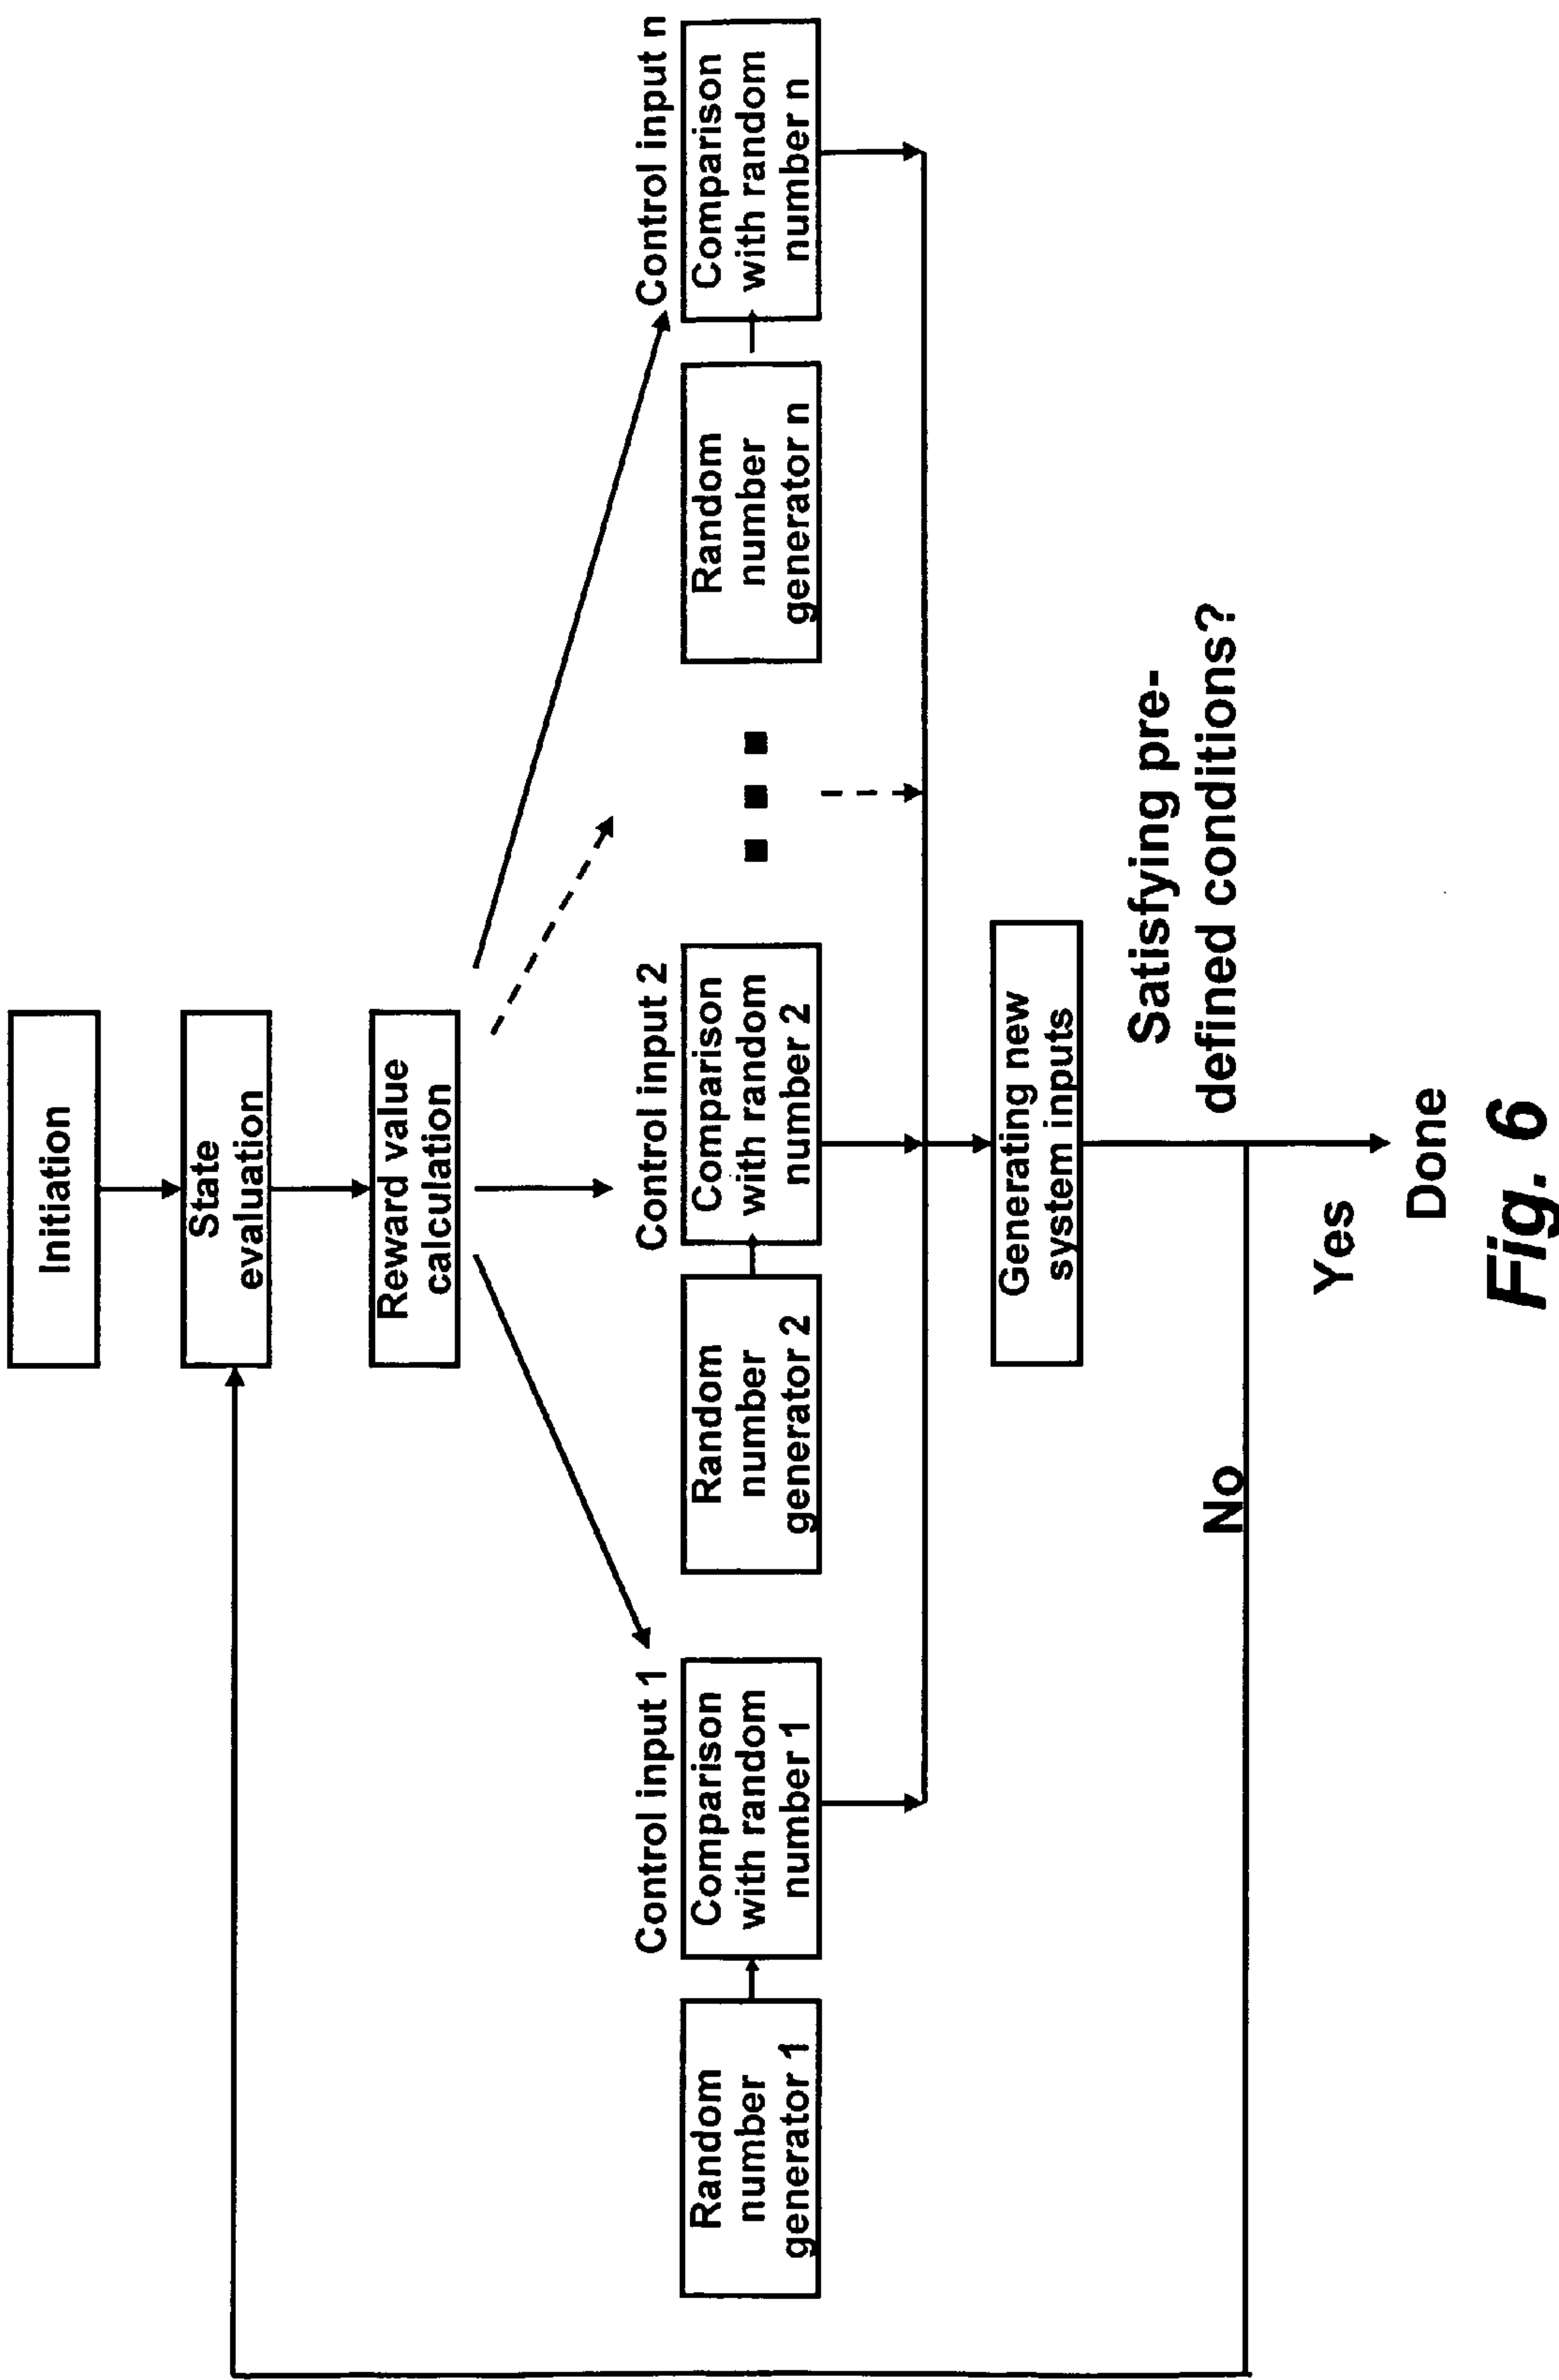 Initiation
State
evaluation
Reward value
calculation
Control input 1
Control input 2
Control input n
Random
number
generator 1
Comparison
with random
number 1
Random
number
generator 2
Comparison
with random
number 2
Random
number
generator n
Comparison
with random
number n
Generating new
system inputs
Satisfying pre-
defined conditions?
No
Yes
Done
Fig. 6